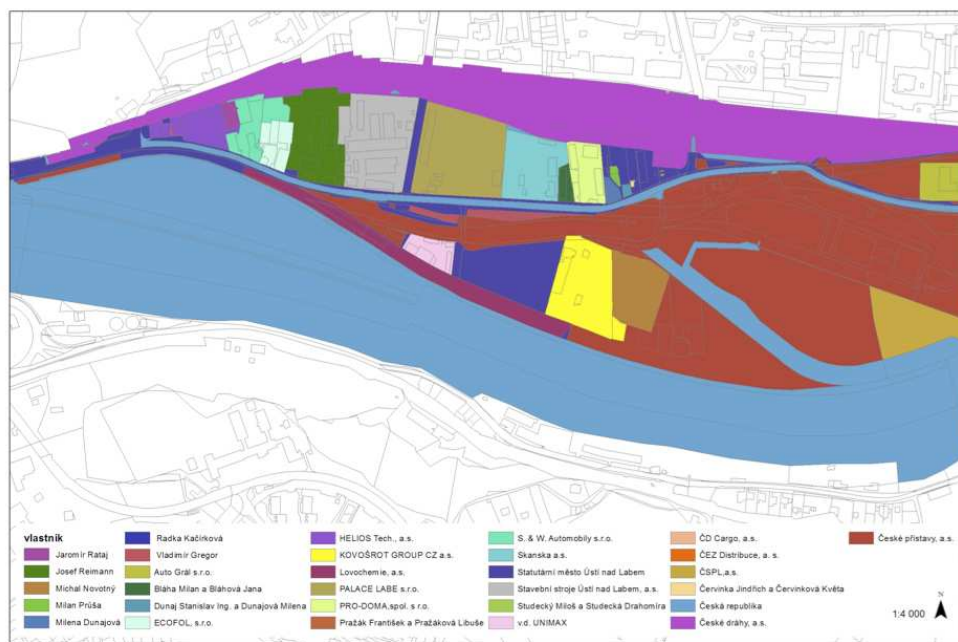 vlastník
Jaromír Rataj
Josef Reimann
Michal Novotný
Milan Průša
Milena Dunajová
Radka Kačírková
Vladimír Gregor
Auto Grál s.r.o.
Bláha Milan a Bláhová Jana
Dunaj Stanislav Ing. a Dunajová Milena
ECOFOL, s.r.o.
HELIOS Tech., a.s.
KOVOŠROT GROUP CZ a.s.
Lovochemie, a.s.
PALACE LABE s.r.o.
PRO-DOMA,spol. s r.o.
Pražák František a Pražáková Libuše
S. & W. Automobily s.r.o.
Skanska a.s.
Statutární město Ústí nad Labem
Stavební stroje Ústí nad Labem, a.s.
Studecký Miloš a Studecká Drahomíra
v.d. UNIMAX
ČD Cargo, a.s.
ČEZ Distribuce, a. s.
ČSPL,a.s.
Červinka Jindřich a Červinková Květa
Česká republika
České dráhy, a.s.
České přístavy, a.s.
N
1:4 000